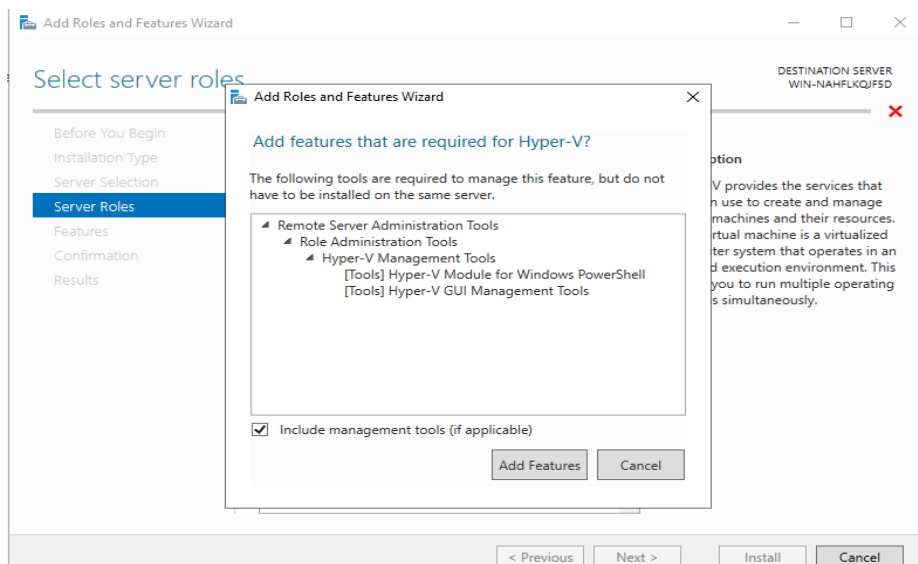 Add Roles and Features Wizard
Select server roles
DESTINATION SERVER
WIN-NAHFLKQJF5D
Before You Begin
Installation Type
Server Selection
Server Roles
Features
Confirmation
Results
Add Roles and Features Wizard
Add features that are required for Hyper-V?
The following tools are required to manage this feature, but do not
have to be installed on the same server.
Remote Server Administration Tools
Role Administration Tools
Hyper-V Management Tools
[Tools] Hyper-V Module for Windows PowerShell
[Tools] Hyper-V GUI Management Tools
Include management tools (if applicable)
Add Features
Cancel
ption
V provides the services that
n use to create and manage
machines and their resources.
rtual machine is a virtualized
ter system that operates in an
d execution environment. This
you to run multiple operating
s simultaneously.
< Previous
Next >
Install
Cancel